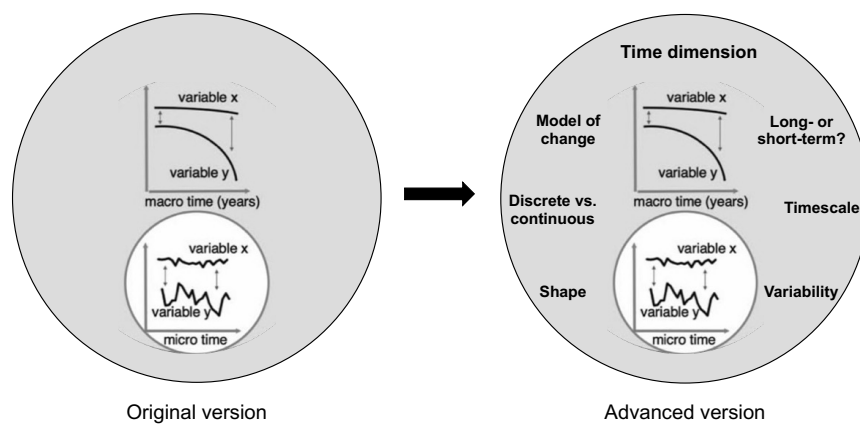 variable x
variable y
macro time (years)
variable x
variable y
micro time
Original version
Time dimension
Model of
change
variable x
variable y
macro time (years)
Long- or
short-term?
Discrete vs.
continuous
Timescale
variable x
variable y
micro time
Shape
Variability
Advanced version